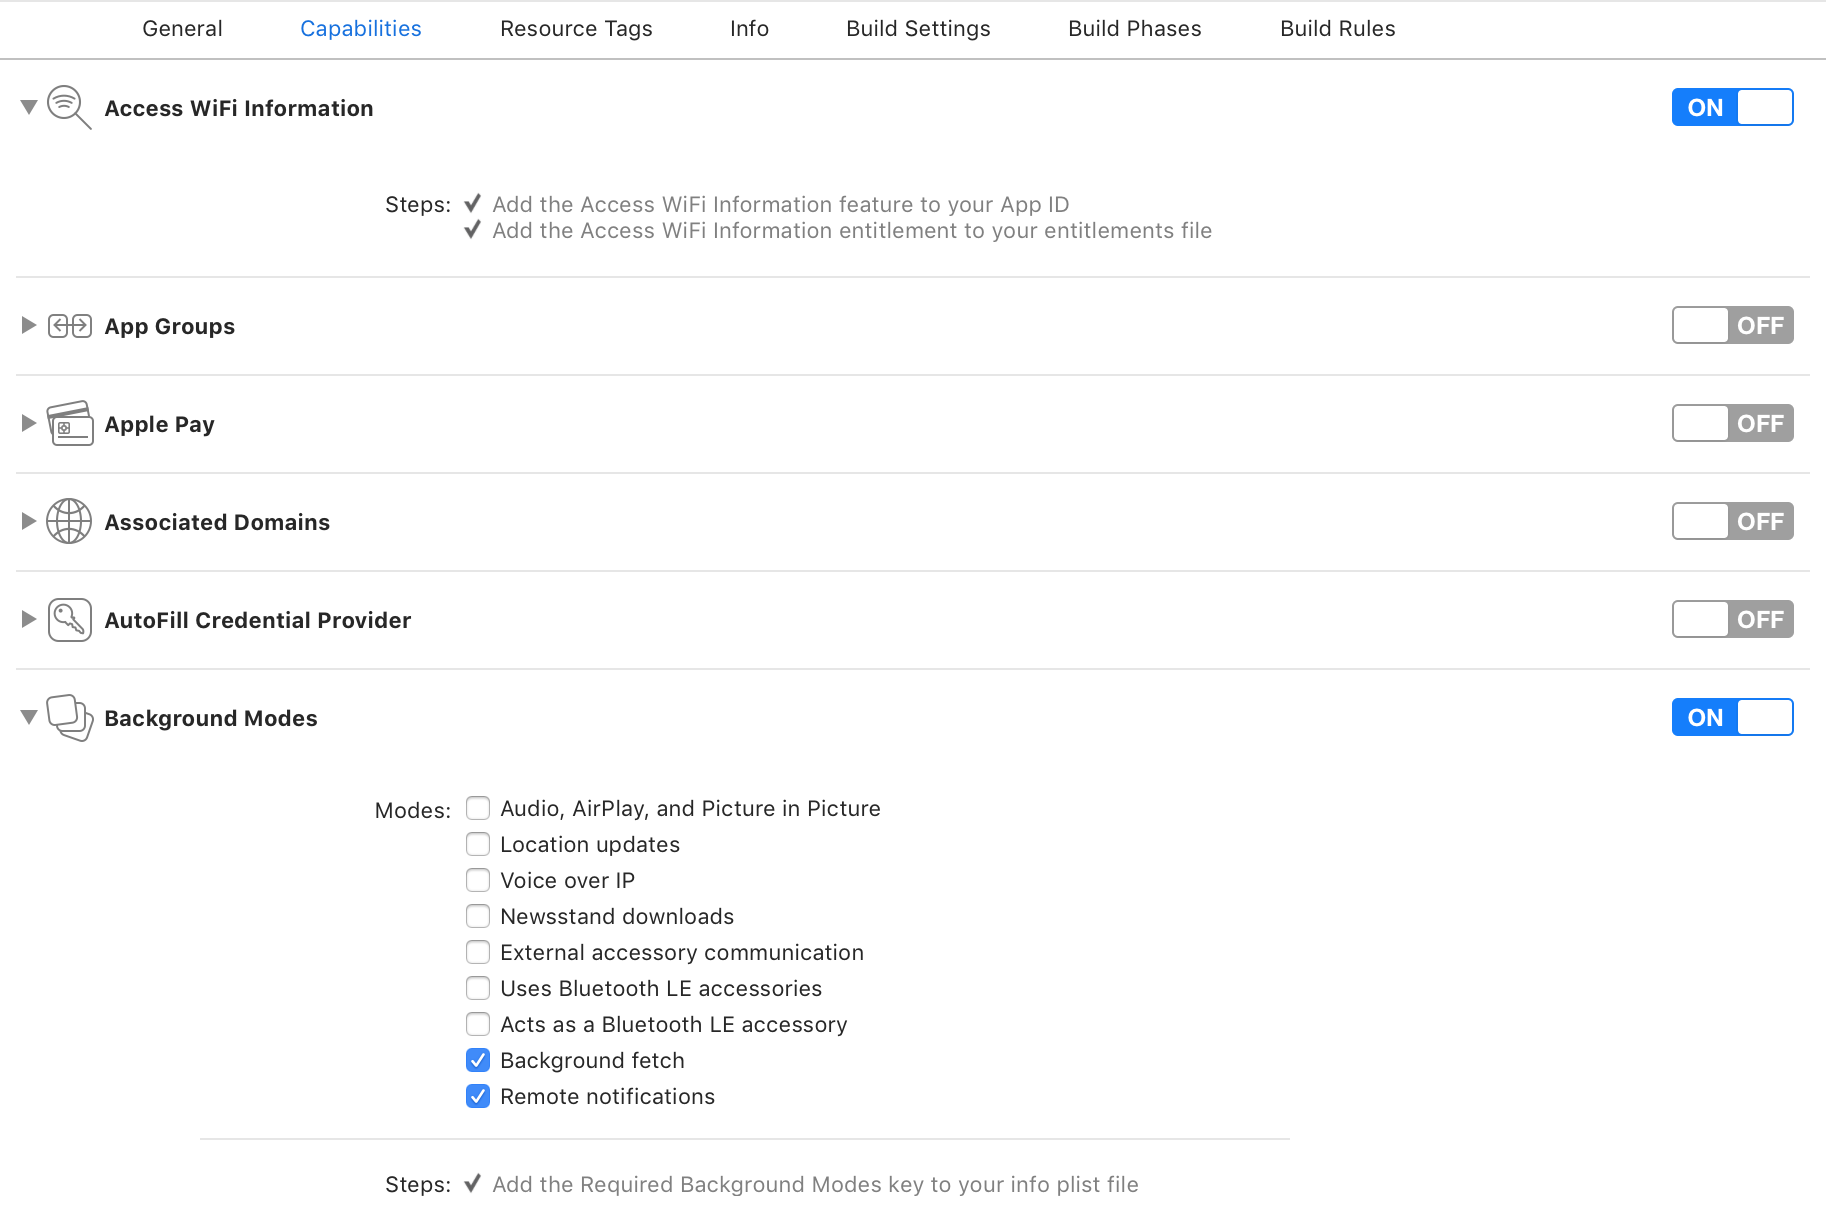 General Capabilities Resource Tags Info Build Settings Build Phases Build Rules
Access WiFi Information ON
Steps: ✔ Add the Access WiFi Information feature to your App ID
✔ Add the Access WiFi Information entitlement to your entitlements file
App Groups OFF
Apple Pay OFF
Associated Domains OFF
AutoFill Credential Provider OFF
Background Modes ON
Modes: Audio, AirPlay, and Picture in Picture
Location updates
Voice over IP
Newsstand downloads
External accessory communication
Uses Bluetooth LE accessories
Acts as a Bluetooth LE accessory
Background fetch
Remote notifications
Steps: ✔ Add the Required Background Modes key to your info plist file